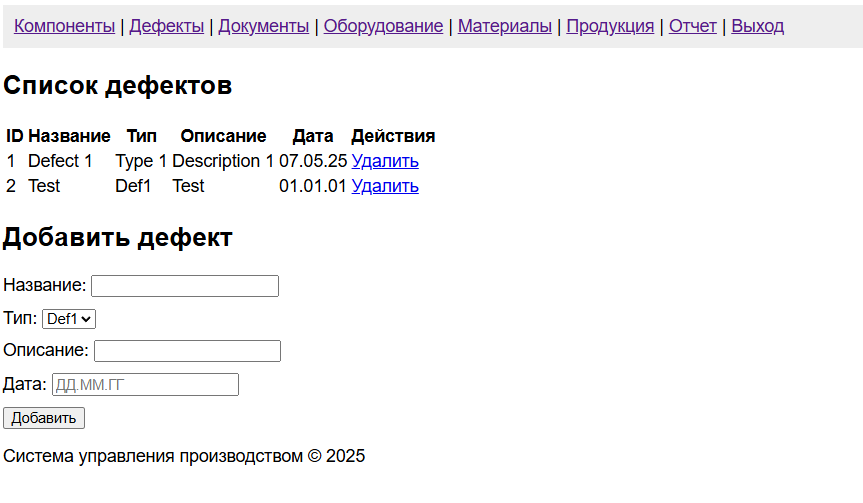 Компоненты | Дефекты | Документы | Оборудование | Материалы | Продукция | Отчет | Выход
Список дефектов
ID Название Тип Описание Дата Действия
1 Defect 1 Type 1 Description 1 07.05.25 Удалить
2 Test Def1 Test 01.01.01 Удалить
Добавить дефект
Название:
Тип: Def1
Описание:
Дата: ДД.ММ.ГГ
Добавить
Система управления производством © 2025